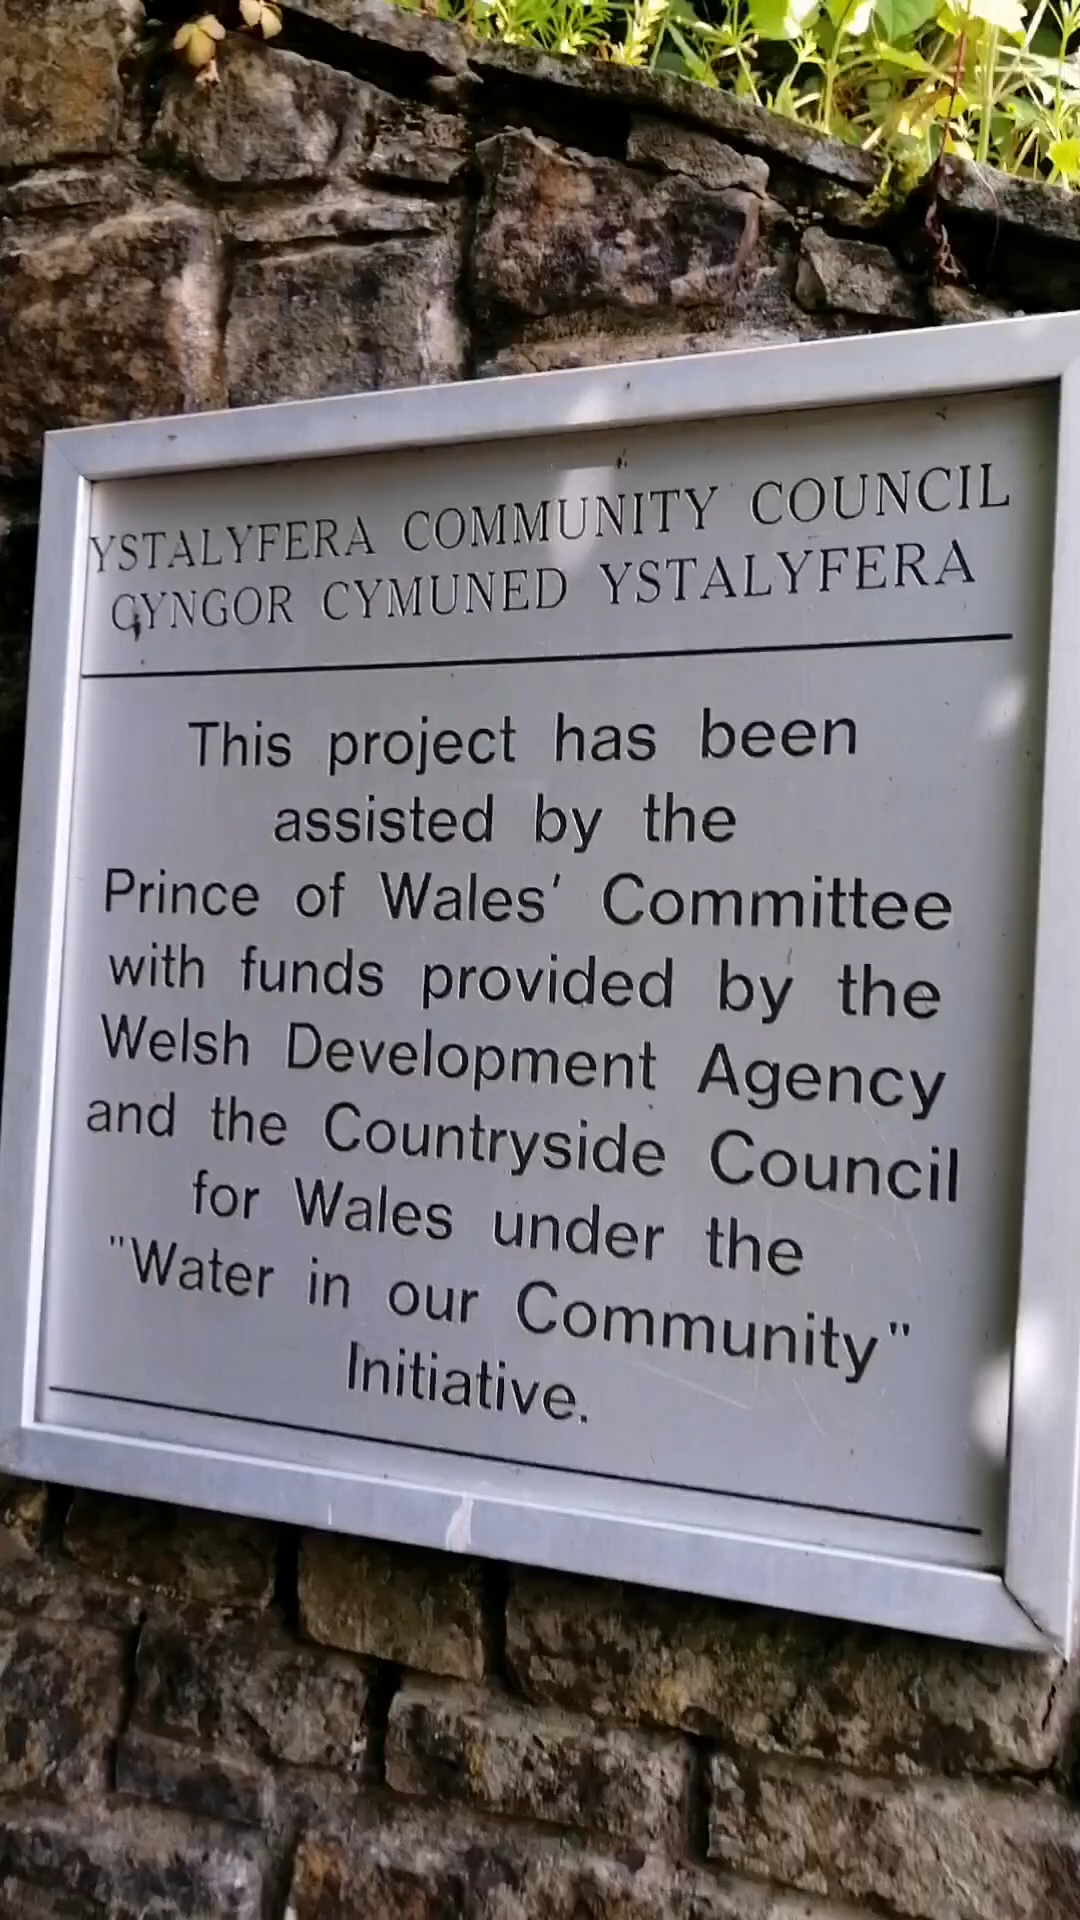 YSTALYFERA COMMUNITY COUNCIL
CYNGOR CYMUNED YSTALYFERA
This project has been
assisted by the
Prince of Wales' Committee
with funds provided by the
Welsh Development Agency
and the Countryside Council
for Wales under the
"Water in our Community"
Initiative.